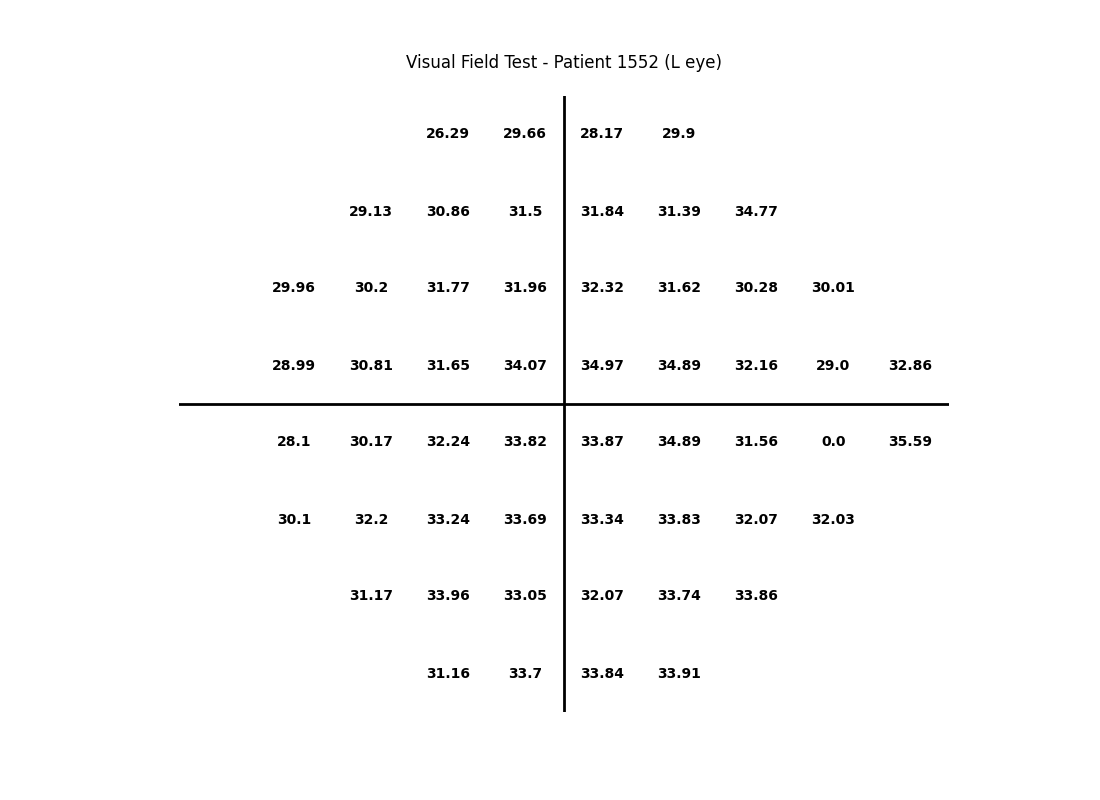 Visual Field Test - Patient 1552 (L eye)
26.29 29.66 28.17 29.9
29.13 30.86 31.5 31.84 31.39 34.77
29.96 30.2 31.77 31.96 32.32 31.62 30.28 30.01
28.99 30.81 31.65 34.07 34.97 34.89 32.16 29.0 32.86
28.1 30.17 32.24 33.82 33.87 34.89 31.56 0.0 35.59
30.1 32.2 33.24 33.69 33.34 33.83 32.07 32.03
31.17 33.96 33.05 32.07 33.74 33.86
31.16 33.7 33.84 33.91